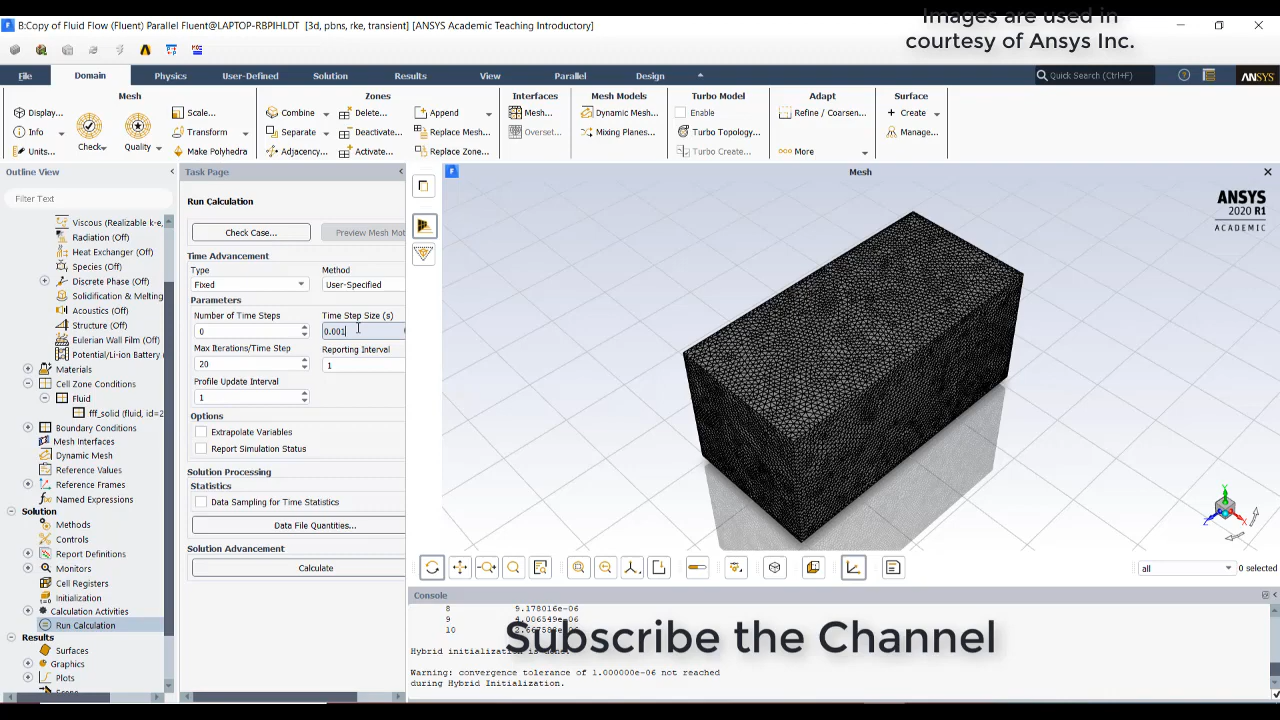 B:Copy of Fluid Flow (Fluent) Parallel Fluent@LAPTOP-RBPIHLDT [3d, pbns, rke, transient] [ANSYS Academic Teaching Introductory]
Images are used in
courtesy of Ansys Inc.
File Domain Physics User-Defined Solution Results View Parallel Design Quick Search (Ctrl+F) ANSYS
Mesh Zones Interfaces Mesh Models Turbo Model Adapt Surface
Display... Scale... Combine Delete... Append Mesh... Dynamic Mesh... Enable Refine / Coarsen... Create
Info Transform Separate Deactivate... Replace Mesh... Overset... Mixing Planes... Turbo Topology... Manage...
Check Quality
Units... Make Polyhedra Adjacency... Activate... Replace Zone... Turbo Create... More
Outline View
Filter Text
Viscous (Realizable k-e,
Radiation (Off)
Heat Exchanger (Off)
Species (Off)
Discrete Phase (Off)
Solidification & Melting
Acoustics (Off)
Structure (Off)
Eulerian Wall Film (Off)
Potential/Li-ion Battery
Materials
Cell Zone Conditions
Fluid
fff_solid (fluid, id=2
Boundary Conditions
Mesh Interfaces
Dynamic Mesh
Reference Values
Reference Frames
Named Expressions
Solution
Methods
Controls
Report Definitions
Monitors
Cell Registers
Initialization
Calculation Activities
Run Calculation
Results
Surfaces
Graphics
Plots
Task Page
Run Calculation
Check Case... Preview Mesh Mot
Time Advancement
Type Method
Fixed User-Specified
Parameters
Number of Time Steps Time Step Size (s)
0 0.001
Max Iterations/Time Step Reporting Interval
20 1
Profile Update Interval
1
Options
Extrapolate Variables
Report Simulation Status
Solution Processing
Statistics
Data Sampling for Time Statistics
Data File Quantities...
Solution Advancement
Calculate
Mesh
ANSYS
2020 R1
ACADEMIC
Y
X
Z
all 0 selected
Console
8 9.178016e-06
9 4.006549e-06
10
Hybrid initialization is done.
Subscribe the Channel
Warning: convergence tolerance of 1.000000e-06 not reached
during Hybrid Initialization.